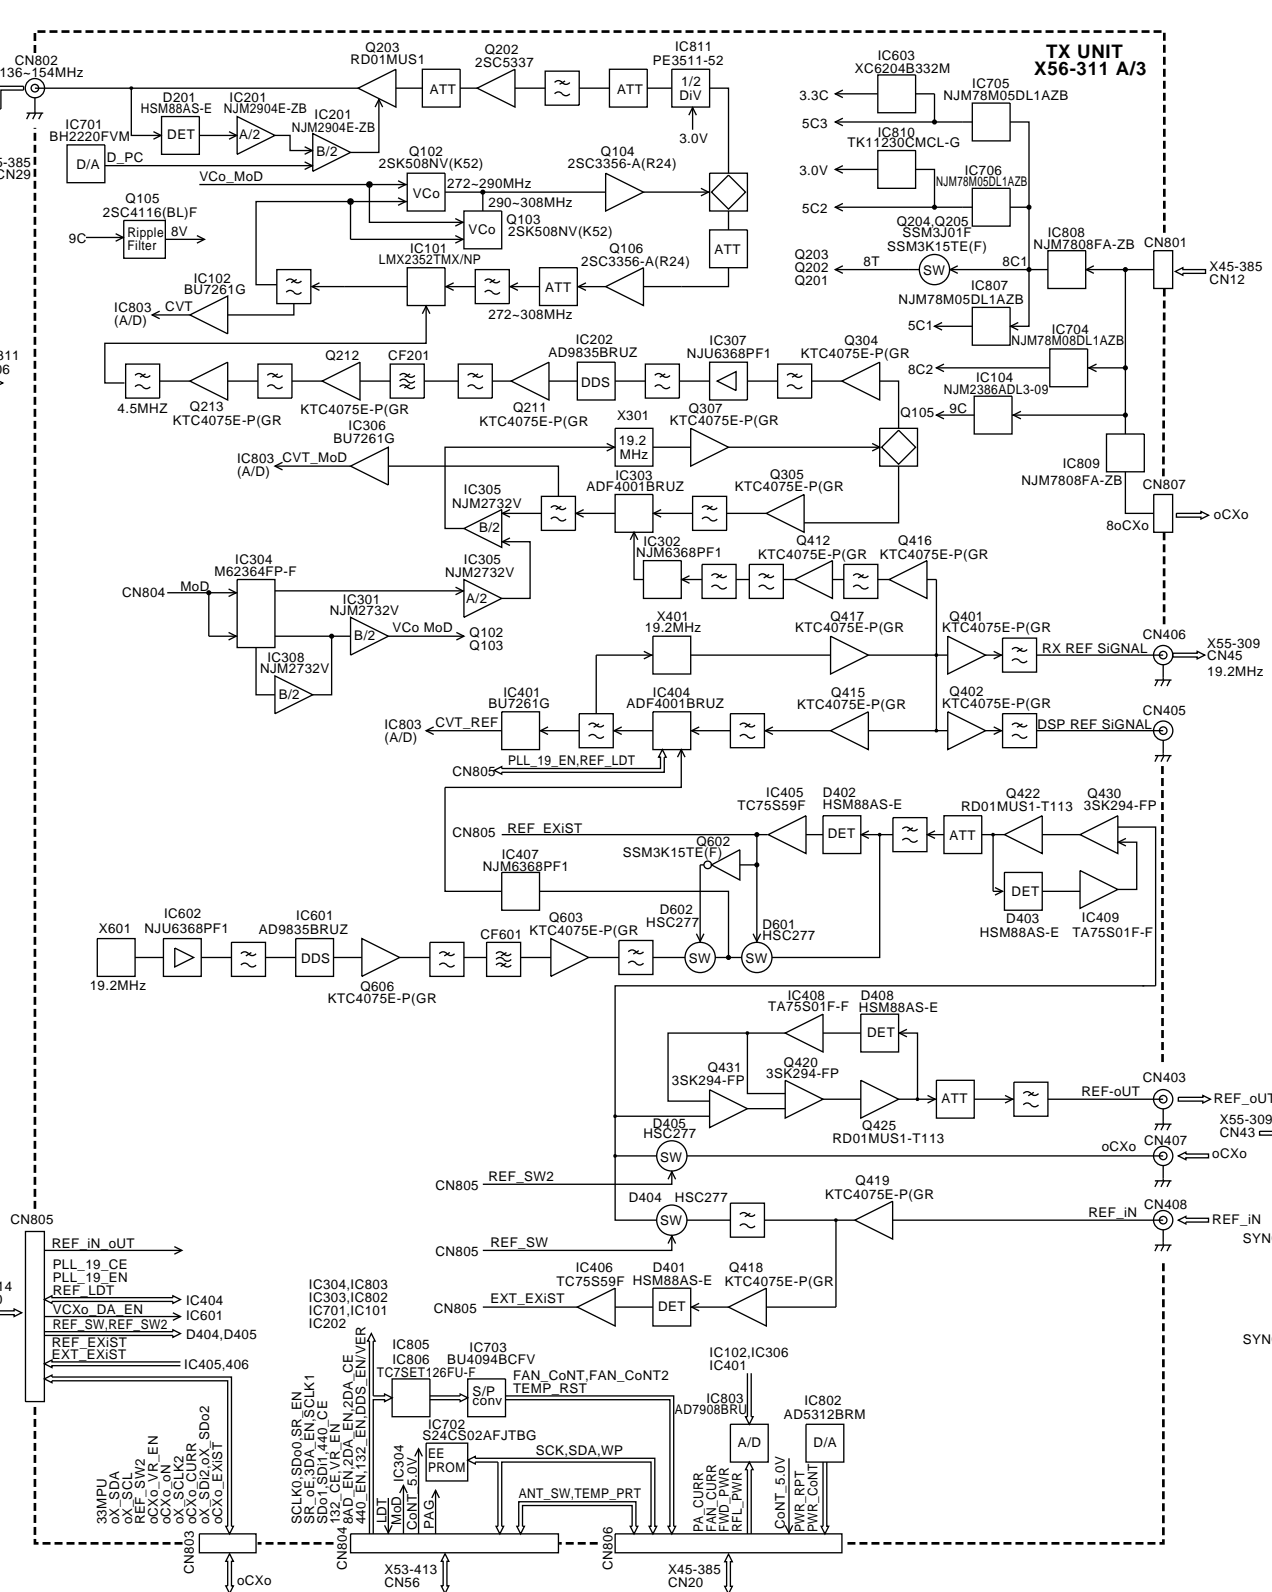 TX UNIT
X56-311 A/3
CN802
136~154MHz
Q203
RD01MUS1
Q202
2SC5337
IC811
PE3511-52
ATT
ATT
1/2
DiV
3.0V
D201
HSM88AS-E
IC201
NJM2904E-ZB
DET
A/2
IC201
NJM2904E-ZB
B/2
IC701
BH2220FVM
D/A
D_PC
5-385
CN29
IC603
XC6204B332M
3.3C
IC705
NJM78M05DL1AZB
5C3
IC810
TK11230CMCL-G
3.0V
IC706
NJM78M05DL1AZB
5C2
Q102
2SK508NV(K52)
VCo_MoD
VCo
272~290MHz
Q104
2SC3356-A(R24)
290~308MHz
VCo
Q103
2SK508NV(K52)
Q105
2SC4116(BL)F
9C
Ripple
Filter
8V
ATT
Q204,Q205
SSM3J01F
SSM3K15TE(F)
Q203
Q202
Q201
8T
SW
8C1
IC808
NJM7808FA-ZB
CN801
X45-385
CN12
IC101
LMX2352TMX/NP
Q106
2SC3356-A(R24)
ATT
272~308MHz
IC102
BU7261G
IC803
(A/D)
CVT
IC807
NJM78M05DL1AZB
5C1
IC704
NJM78M08DL1AZB
8C2
IC104
NJM2386ADL3-09
Q105
9C
IC809
NJM7808FA-ZB
CN807
8oCXo
oCXo
311
06
4.5MHZ
Q213
KTC4075E-P(GR
Q212
KTC4075E-P(GR
CF201
Q211
KTC4075E-P(GR
IC202
AD9835BRUZ
DDS
IC307
NJU6368PF1
Q304
KTC4075E-P(GR
X301
19.2
MHz
Q307
KTC4075E-P(GR
IC306
BU7261G
IC803
(A/D)
CVT_MoD
IC303
ADF4001BRUZ
Q305
KTC4075E-P(GR
IC305
NJM2732V
B/2
IC305
NJM2732V
A/2
IC302
NJM6368PF1
Q412
KTC4075E-P(GR
Q416
KTC4075E-P(GR
IC304
M62364FP-F
CN804
MoD
IC301
NJM2732V
B/2
VCo MoD
Q102
Q103
IC308
NJM2732V
B/2
X401
19.2MHz
Q417
KTC4075E-P(GR
Q401
KTC4075E-P(GR
RX REF SiGNAL
CN406
X55-309
CN45
19.2MHz
IC401
BU7261G
IC803
(A/D)
CVT_REF
IC404
ADF4001BRUZ
Q415
KTC4075E-P(GR
Q402
KTC4075E-P(GR
DSP REF SiGNAL
CN405
CN805
PLL_19_EN,REF_LDT
CN805
REF_EXiST
IC405
TC75S59F
D402
HSM88AS-E
DET
ATT
Q422
RD01MUS1-T113
Q430
3SK294-FP
DET
D403
HSM88AS-E
IC409
TA75S01F-F
Q602
SSM3K15TE(F)
IC407
NJM6368PF1
D602
HSC277
D601
HSC277
SW
SW
X601
19.2MHz
IC602
NJU6368PF1
IC601
AD9835BRUZ
DDS
Q606
KTC4075E-P(GR
CF601
Q603
KTC4075E-P(GR
IC408
TA75S01F-F
D408
HSM88AS-E
DET
Q431
3SK294-FP
Q420
3SK294-FP
Q425
RD01MUS1-T113
ATT
REF-oUT
CN403
REF_oUT
X55-309
CN43
D405
HSC277
SW
CN805
REF_SW2
oCXo
CN407
oCXo
D404
HSC277
SW
CN805
REF_SW
Q419
KTC4075E-P(GR
REF_iN
CN408
REF_iN
SYN
CN805
EXT_EXiST
IC406
TC75S59F
D401
HSM88AS-E
DET
Q418
KTC4075E-P(GR
SYN
CN805
REF_iN_oUT
PLL_19_CE
PLL_19_EN
REF_LDT
IC404
VCXo_DA_EN
IC601
REF_SW,REF_SW2
D404,D405
REF_EXiST
EXT_EXiST
IC405,406
14
0
33MPU
oX_SDA
oX_SCL
REF_SW2
oCXo_VR_EN
oCXo_oN
oX_SCLK2
oCXo_CURR
oX_SDi2,oX_SDo2
oCXo_EXiST
CN803
oCXo
IC304,IC803
IC303,IC802
IC701,IC101
IC202
SCLK0,SDo0,SR_EN
SR_oE,3DA_EN,SCLK1
SDo1,SDi1,440_CE
132_CE,VR_EN
8AD_EN,2DA_EN,2DA_CE
440_EN,132_EN,DDS_EN/VER
IC805
IC806
TC7SET126FU-F
IC703
BU4094BCFV
S/P
conv
FAN_CoNT,FAN_CoNT2
TEMP_RST
IC702
S24CS02AFJTBG
EE
PROM
SCK,SDA,WP
ANT_SW,TEMP_PRT
LDT
MoD
IC304
CoNT_5.0V
PAG
CN804
X53-413
CN56
IC102,IC306
IC401
IC803
AD7908BRU
A/D
IC802
AD5312BRM
D/A
PA_CURR
FAN_CURR
FWD_PWR
RFL_PWR
CoNT_5.0V
PWR_RPT
PWR_CoNT
CN806
X45-385
CN20